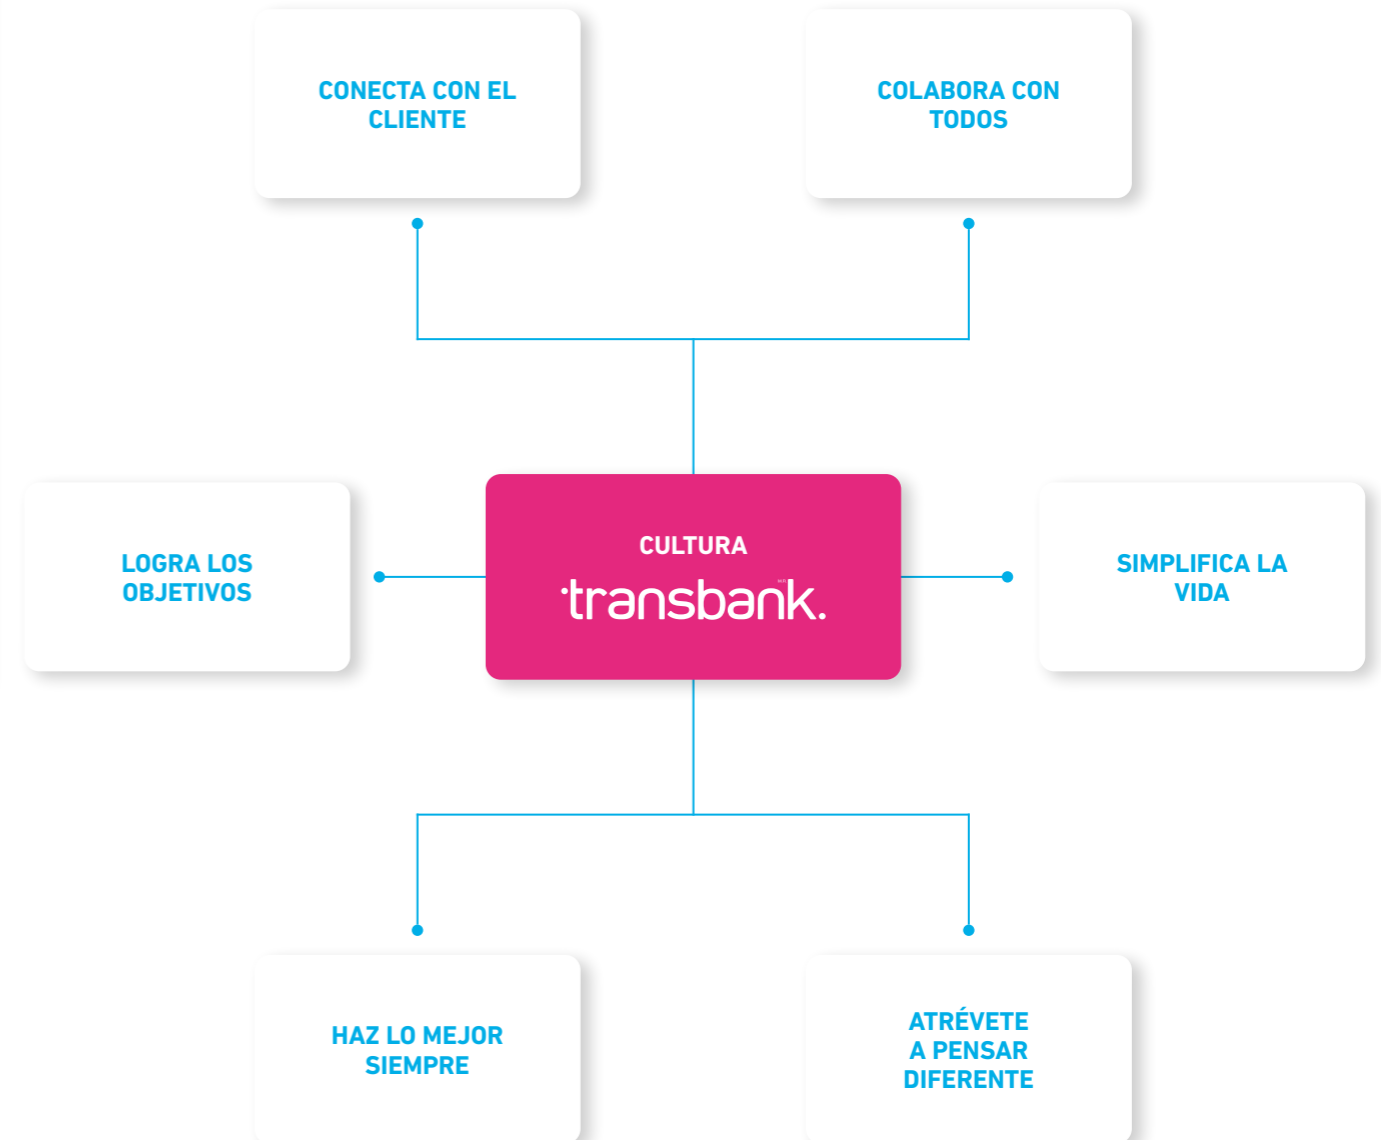 CONECTA CON EL
CLIENTE
COLABORA CON
TODOS
LOGRA LOS
OBJETIVOS
CULTURA
transbank.
SIMPLIFICA LA
VIDA
HAZ LO MEJOR
SIEMPRE
ATRÉVETE
A PENSAR
DIFERENTE